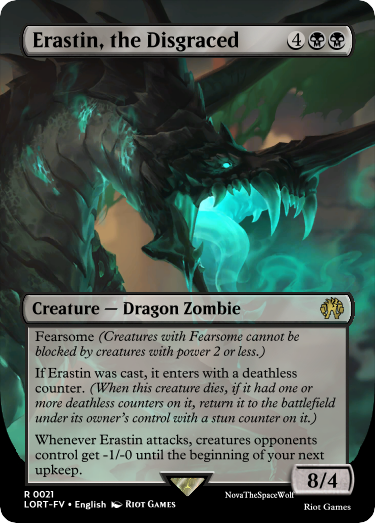 Erastin, the Disgraced 4
Creature — Dragon Zombie
Fearsome (Creatures with Fearsome cannot be
blocked by creatures with power 2 or less.)
If Erastin was cast, it enters with a deathless
counter. (When this creature dies, if it had one or
more deathless counters on it, return it to the battlefield
under its owner's control with a stun counter on it.)
Whenever Erastin attacks, creatures opponents
control get -1/-0 until the beginning of your next
upkeep.
8/4
R 0021
LORT-FV • English Riot Games
NovaTheSpaceWolf
Riot Games